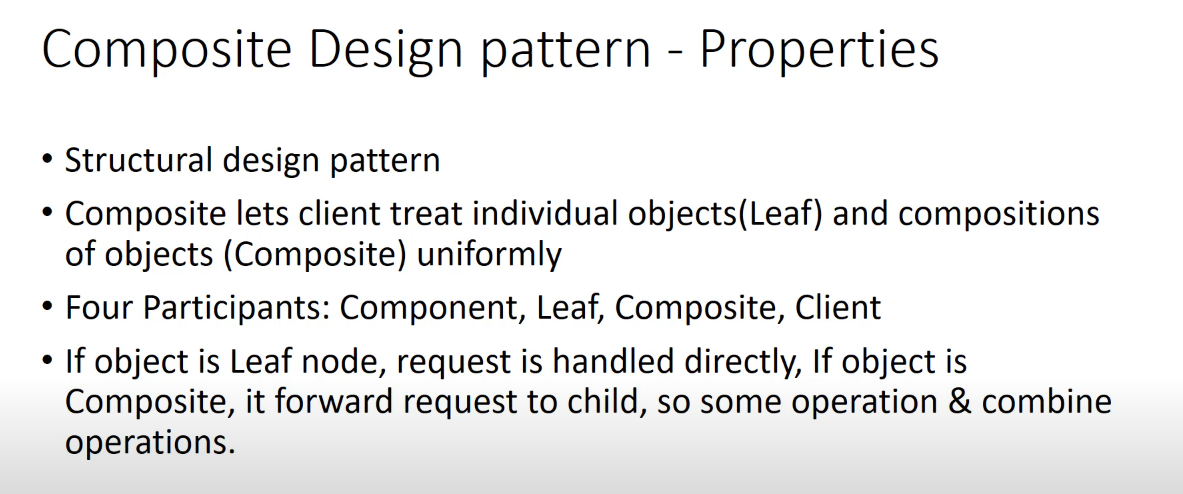 Composite Design pattern - Properties
• Structural design pattern
• Composite lets client treat individual objects(Leaf) and compositions
of objects (Composite) uniformly
• Four Participants: Component, Leaf, Composite, Client
• If object is Leaf node, request is handled directly, If object is
Composite, it forward request to child, so some operation & combine
operations.